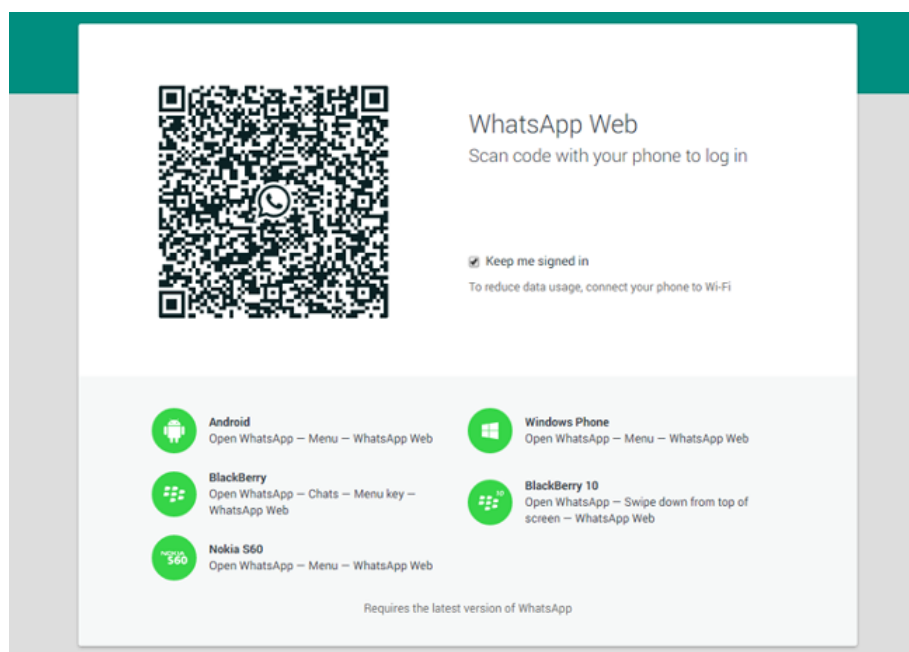 WhatsApp Web
Scan code with your phone to log in
Keep me signed in
To reduce data usage, connect your phone to Wi-Fi
Android
Open WhatsApp — Menu — WhatsApp Web
Windows Phone
Open WhatsApp — Menu — WhatsApp Web
BlackBerry
Open WhatsApp — Chats — Menu key —
WhatsApp Web
10
BlackBerry 10
Open WhatsApp — Swipe down from top of
screen — WhatsApp Web
NOKIA
S60
Nokia S60
Open WhatsApp — Menu — WhatsApp Web
Requires the latest version of WhatsApp